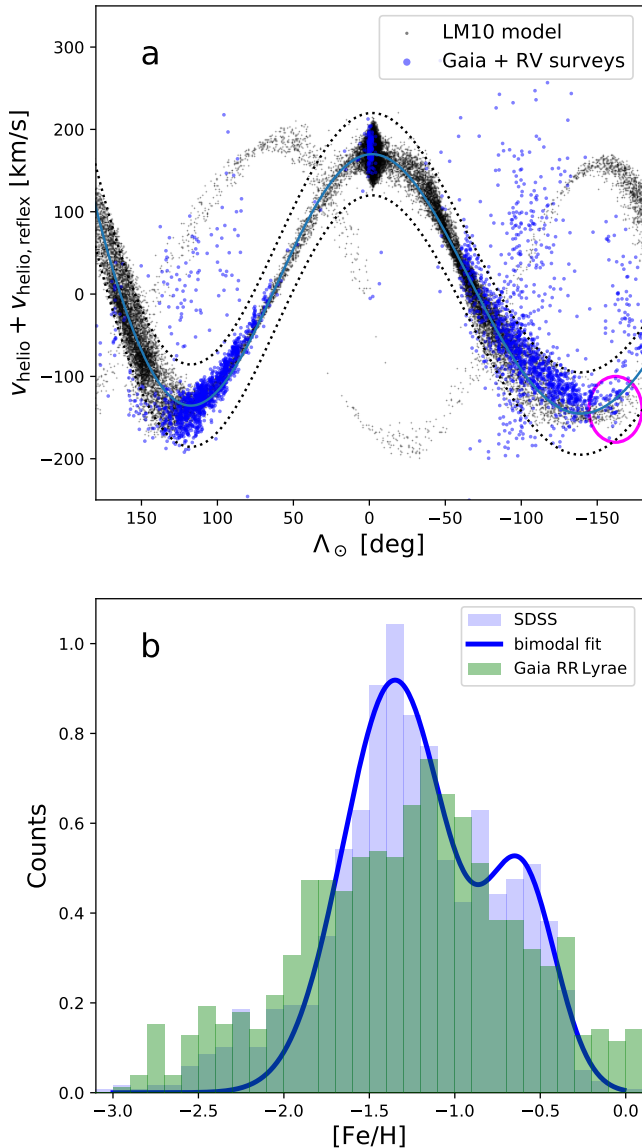 a
LM10 model
Gaia + RV surveys
300
200
100
0
−100
−200
v_helio + v_helio, reflex [km/s]
150
100
50
0
−50
−100
−150
Λ_⊙ [deg]
b
SDSS
bimodal fit
Gaia RR Lyrae
1.0
0.8
0.6
0.4
0.2
0.0
Counts
−3.0
−2.5
−2.0
−1.5
−1.0
−0.5
0.0
[Fe/H]